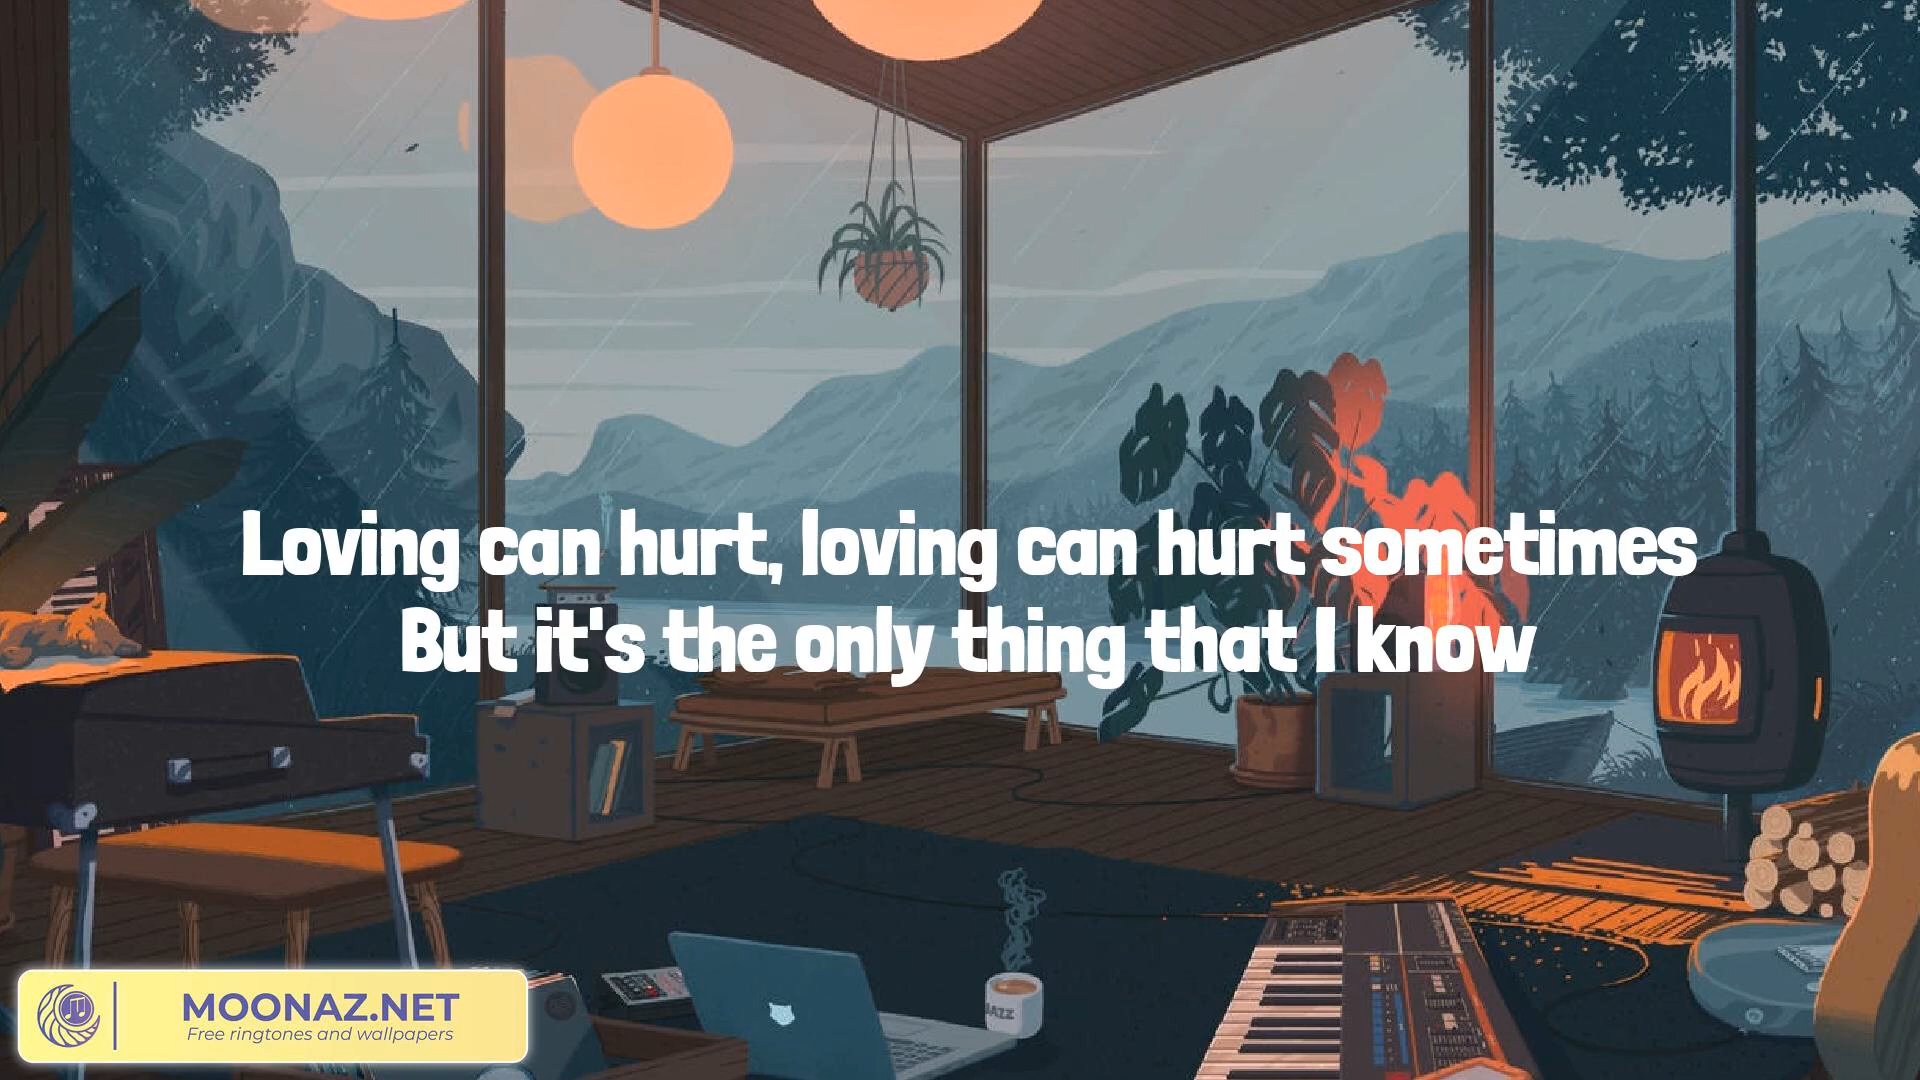 Loving can hurt, loving can hurt sometimes
But it's the only thing that I know
JAZZ
MOONAZ.NET
Free ringtones and wallpapers